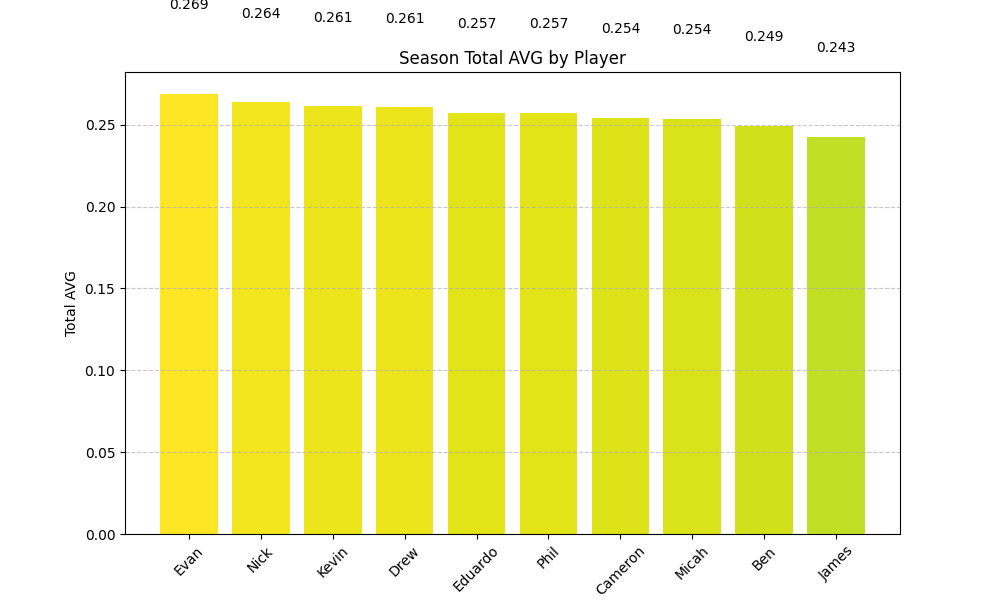 0.269 0.264 0.261 0.261 0.257 0.257 0.254 0.254 0.249 0.243
Season Total AVG by Player
Total AVG
0.25
0.20
0.15
0.10
0.05
0.00
Evan Nick Kevin Drew Eduardo Phil Cameron Micah Ben James